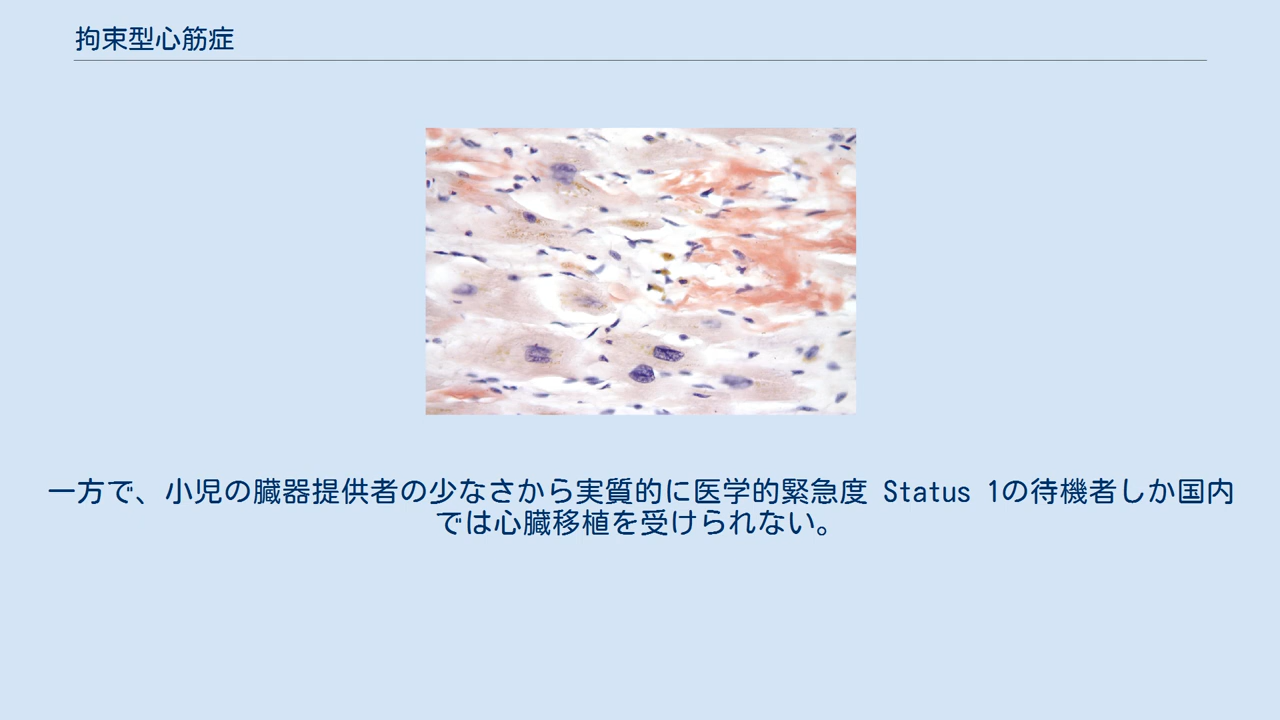 拘束型心筋症
一方で、小児の臓器提供者の少なさから実質的に医学的緊急度 Status 1の待機者しか国内
では心臓移植を受けられない。